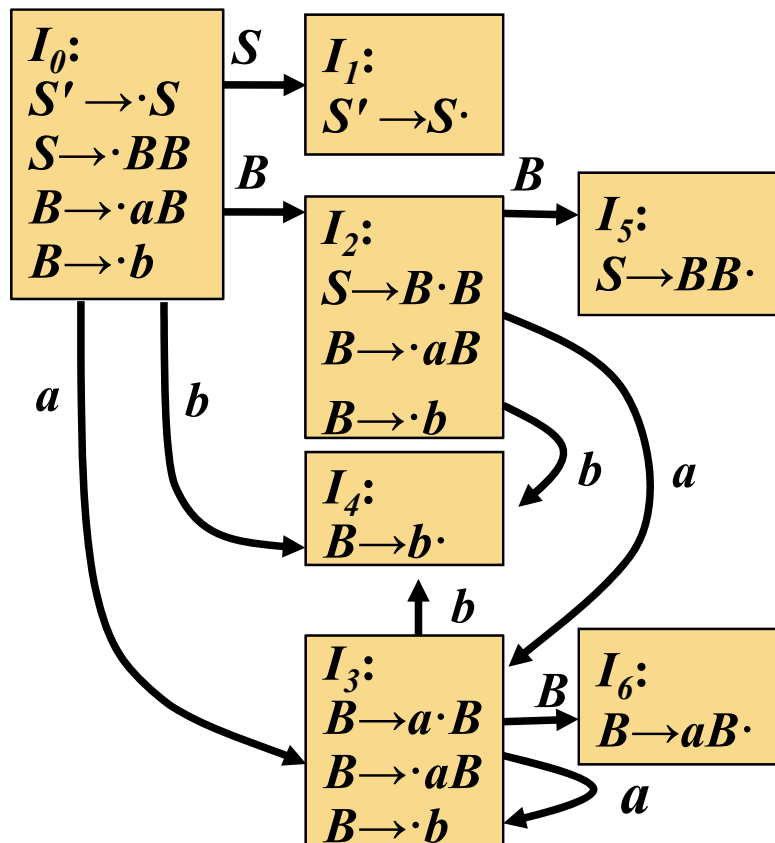 I₀:
S' →·S
S→·BB
B→·aB
B→·b
S
I₁:
S' →S·
B
I₂:
S→B·B
B→·aB
B→·b
B
I₅:
S→BB·
a
b
b
a
I₄:
B→b·
b
I₃:
B→a·B
B→·aB
B→·b
B
I₆:
B→aB·
a